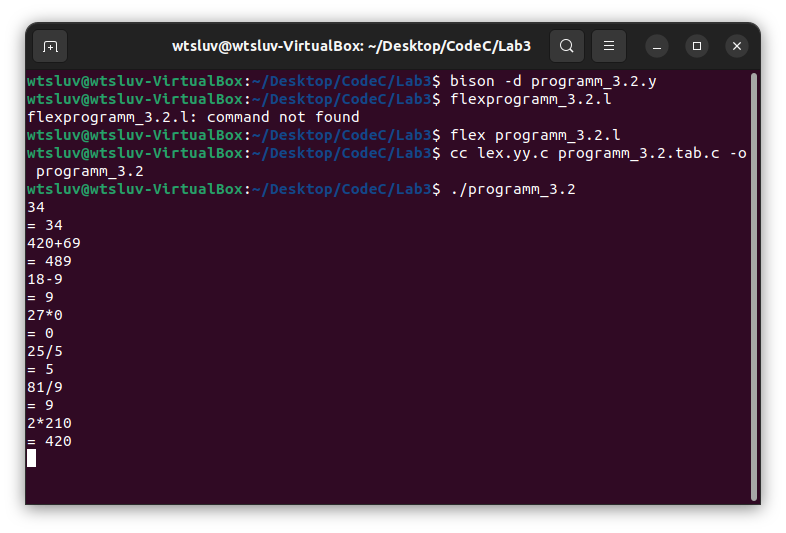 wtsluv@wtsluv-VirtualBox: ~/Desktop/CodeC/Lab3
wtsluv@wtsluv-VirtualBox:~/Desktop/CodeC/Lab3$ bison -d programm_3.2.y
wtsluv@wtsluv-VirtualBox:~/Desktop/CodeC/Lab3$ flexprogramm_3.2.l
flexprogramm_3.2.l: command not found
wtsluv@wtsluv-VirtualBox:~/Desktop/CodeC/Lab3$ flex programm_3.2.l
wtsluv@wtsluv-VirtualBox:~/Desktop/CodeC/Lab3$ cc lex.yy.c programm_3.2.tab.c -o
programm_3.2
wtsluv@wtsluv-VirtualBox:~/Desktop/CodeC/Lab3$ ./programm_3.2
34
= 34
420+69
= 489
18-9
= 9
27*0
= 0
25/5
= 5
81/9
= 9
2*210
= 420